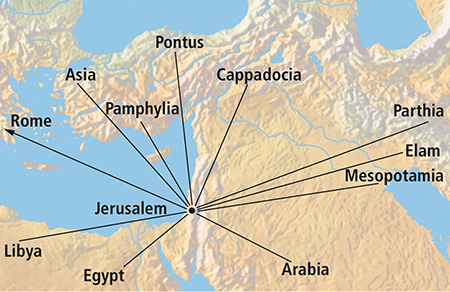 Pontus
Asia
Cappadocia
Pamphylia
Parthia
Rome
Elam
Mesopotamia
Jerusalem
Libya
Egypt
Arabia